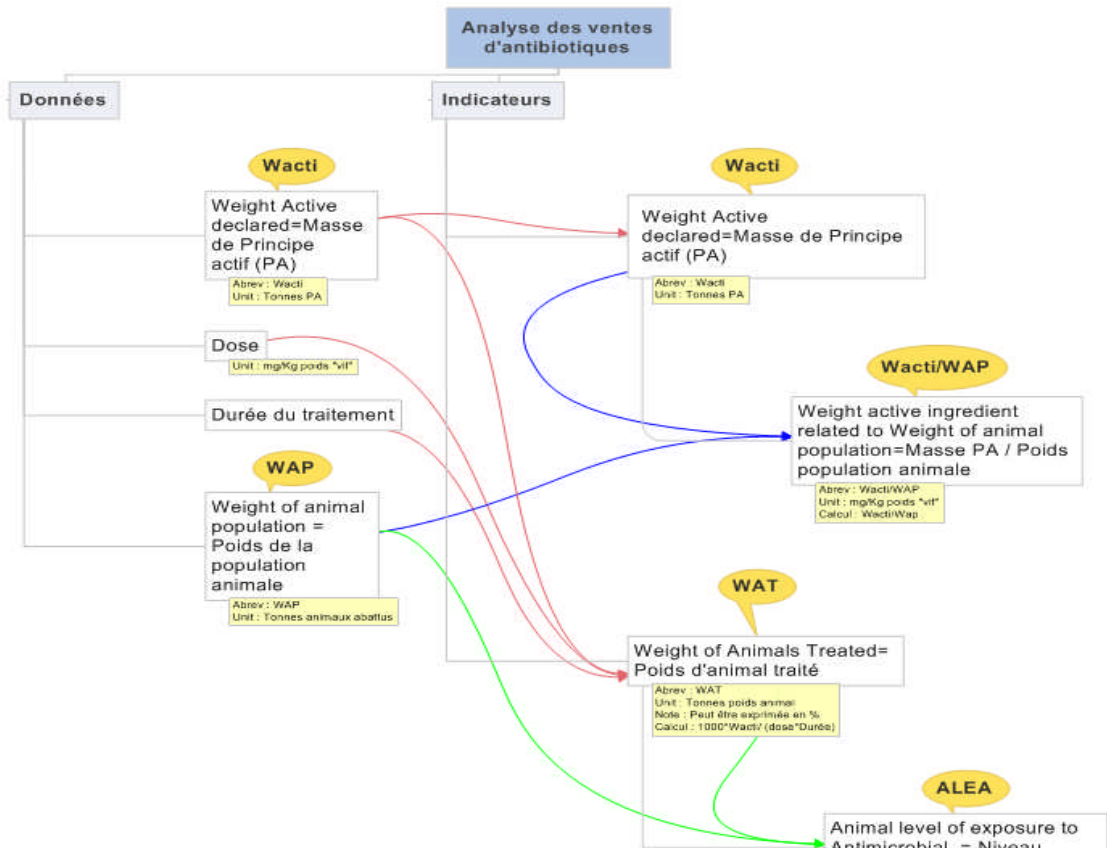 Analyse des ventes
d'antibiotiques
Données
Indicateurs
Wacti
Weight Active
declared=Masse
de Principe
actif (PA)
Abrev : Wacti
Unit : Tonnes PA
Dose
Unit : mg/Kg poids "vif"
Durée du traitement
WAP
Weight of animal
population =
Poids de la
population
animale
Abrev : WAP
Unit : Tonnes animaux abattus
Wacti
Weight Active
declared=Masse de Principe
actif (PA)
Abrev : Wacti
Unit : Tonnes PA
Wacti/WAP
Weight active ingredient
related to Weight of animal
population=Masse PA / Poids
population animale
Abrev : Wacti/WAP
Unit : mg/Kg poids "vif"
Calcul : Wacti/Wap
WAT
Weight of Animals Treated=
Poids d'animal traité
Abrev : WAT
Unit : Tonnes poids animal
Note : Peut être exprimée en %
Calcul : 1000*Wacti/ (dose*Durée)
ALEA
Animal level of exposure to
Antimicrobial = Niveau